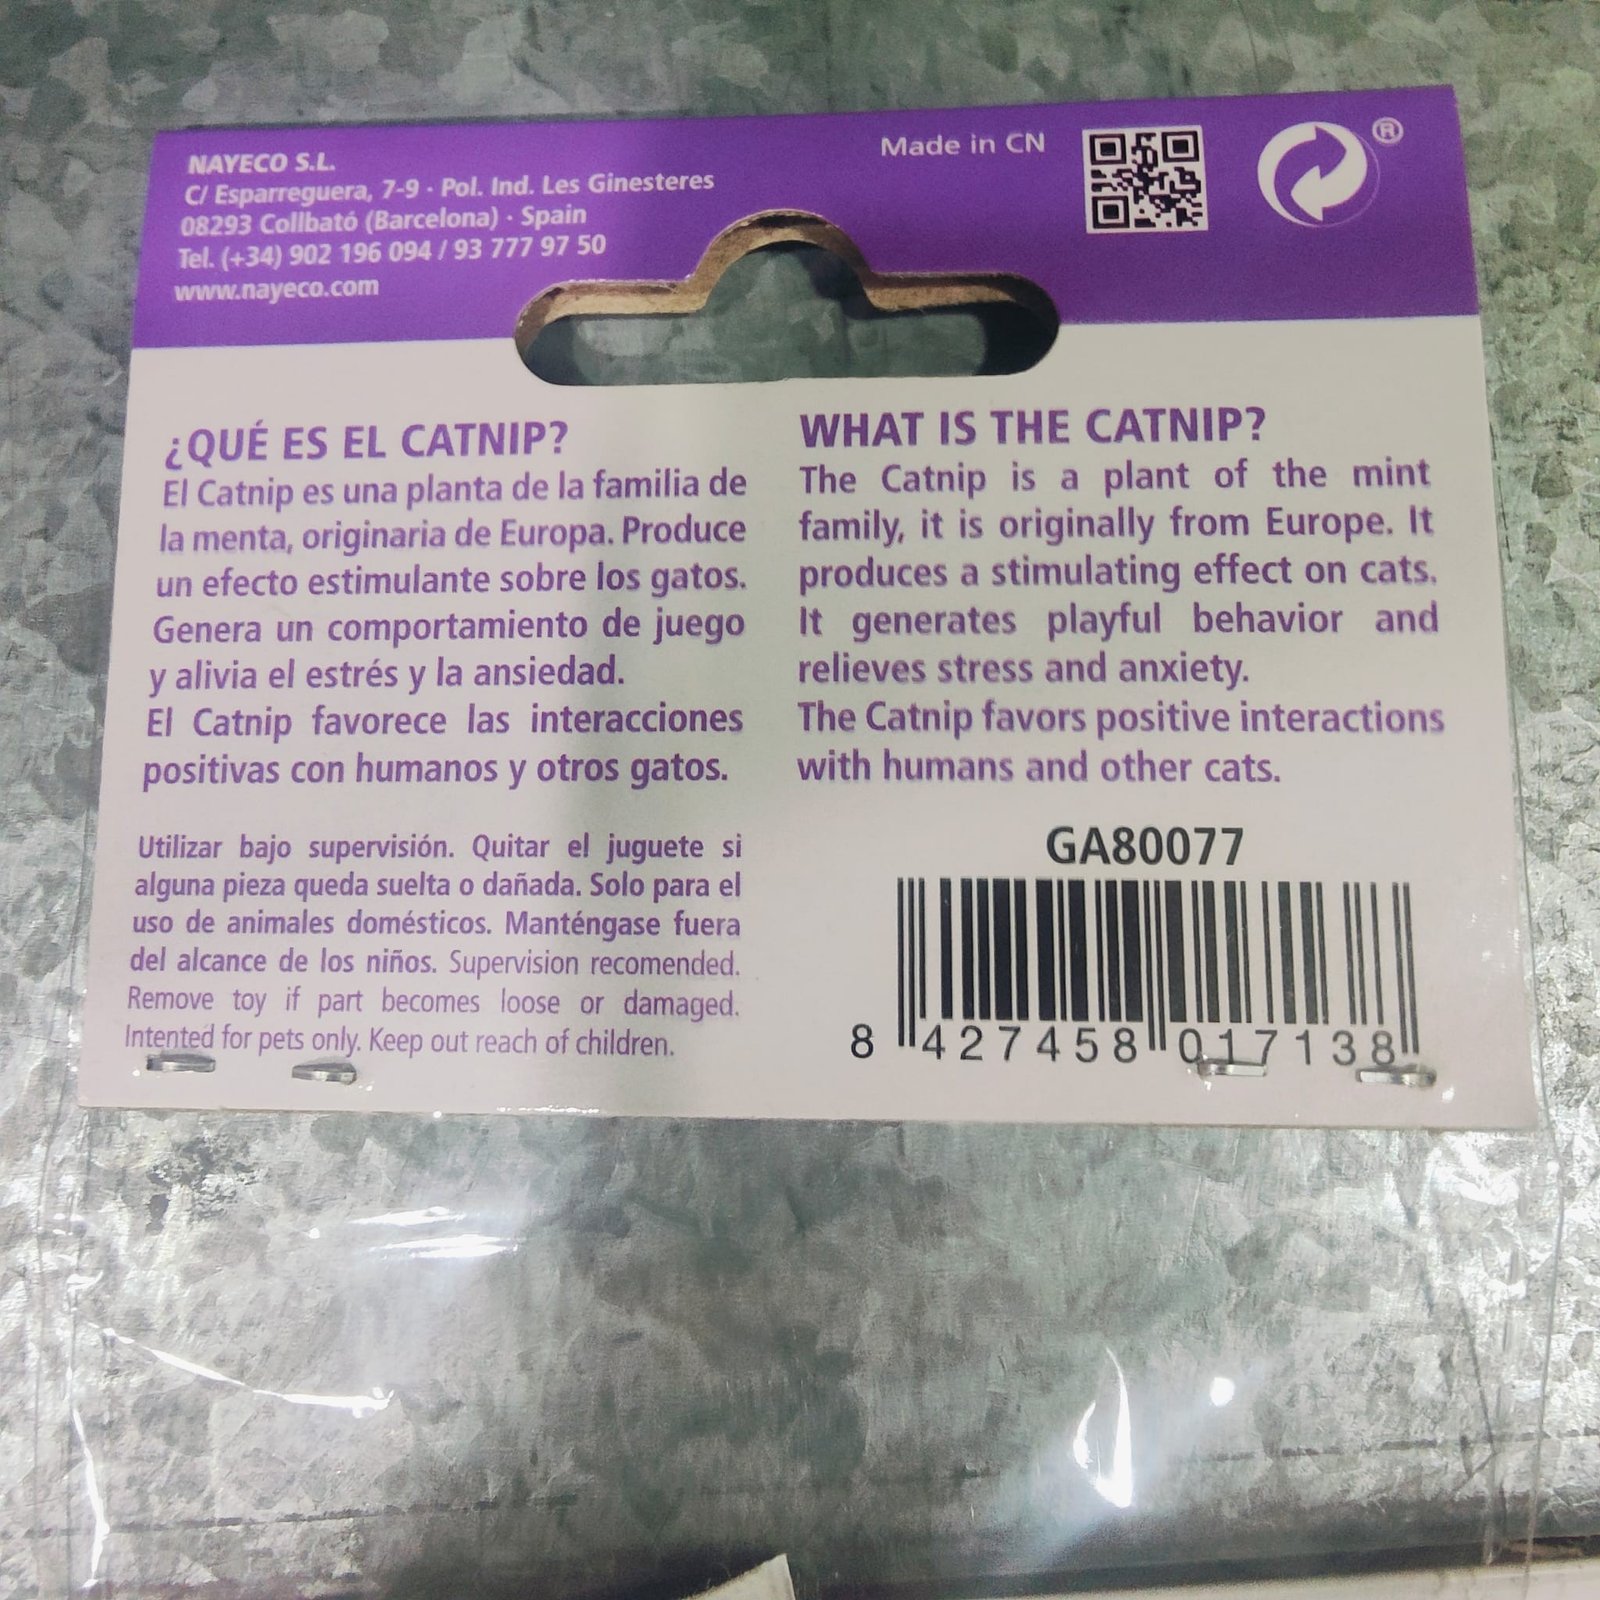 NAYECO S.L.
C/ Esparreguera, 7-9 · Pol. Ind. Les Ginesteres
08293 Collbató (Barcelona) · Spain
Tel. (+34) 902 196 094 / 93 777 97 50
www.nayeco.com
Made in CN
®
¿QUÉ ES EL CATNIP?
El Catnip es una planta de la familia de
la menta, originaria de Europa. Produce
un efecto estimulante sobre los gatos.
Genera un comportamiento de juego
y alivia el estrés y la ansiedad.
El Catnip favorece las interacciones
positivas con humanos y otros gatos.
Utilizar bajo supervisión. Quitar el juguete si
alguna pieza queda suelta o dañada. Solo para el
uso de animales domésticos. Manténgase fuera
del alcance de los niños. Supervision recomended.
Remove toy if part becomes loose or damaged.
Intented for pets only. Keep out reach of children.
WHAT IS THE CATNIP?
The Catnip is a plant of the mint
family, it is originally from Europe. It
produces a stimulating effect on cats.
It generates playful behavior and
relieves stress and anxiety.
The Catnip favors positive interactions
with humans and other cats.
GA80077
8 427458 017138